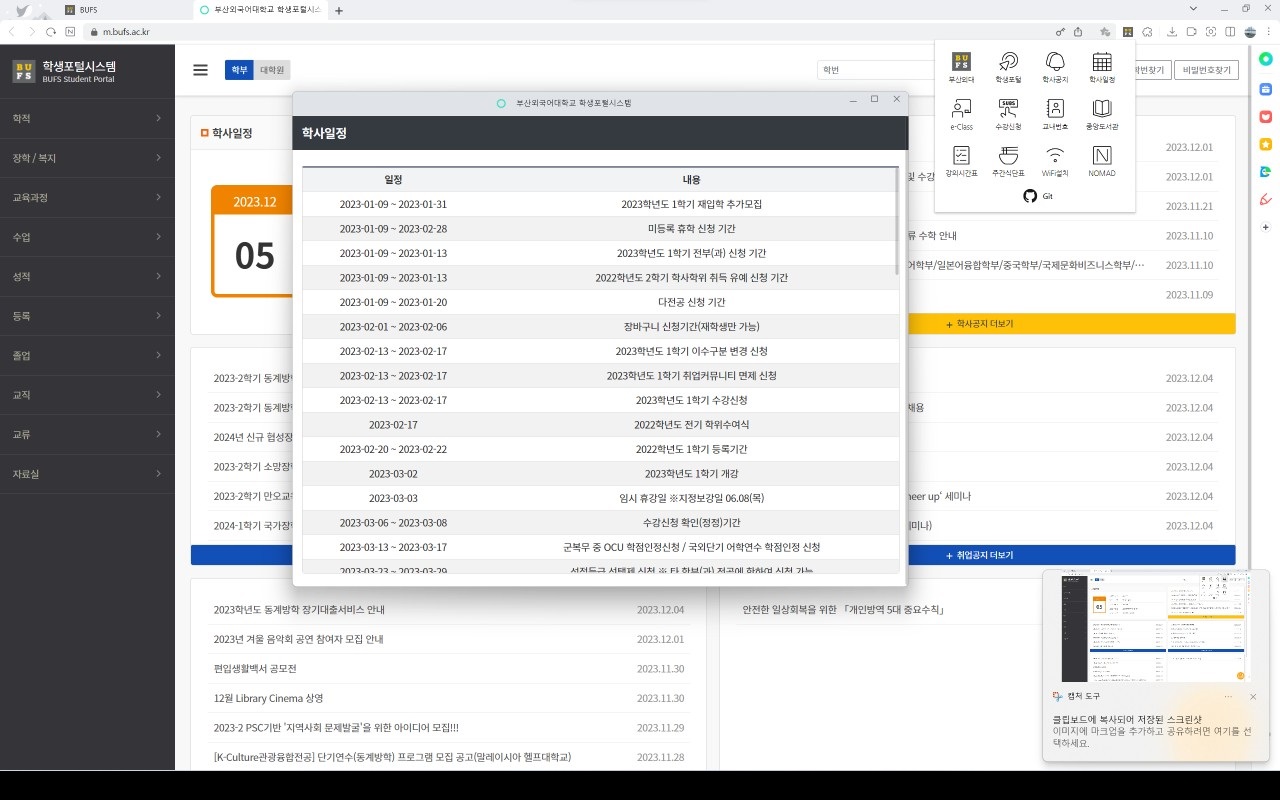 BUFS
부산외국어대학교 학생포털시스
m.bufs.ac.kr
BUFS
학생포털시스템
BUFS Student Portal
학적
장학 / 복지
교육과정
수업
성적
등록
졸업
교직
교류
자료실
학부
대학원
학번
비밀번호찾기
부산외대
학생포털
학사공지
학사일정
e-Class
수강신청
교내번호
중앙도서관
강의시간표
주간식단표
WiFi설치
NOMAD
Git
학사일정
2023.12
05
부산외국어대학교 학생포털시스템
학사일정
일정 내용
2023-01-09 ~ 2023-01-31 2023학년도 1학기 재입학 추가모집
2023-01-09 ~ 2023-02-28 미등록 휴학 신청 기간
2023-01-09 ~ 2023-01-13 2023학년도 1학기 전부(과) 신청 기간
2023-01-09 ~ 2023-01-13 2022학년도 2학기 학사학위 취득 유예 신청 기간
2023-01-09 ~ 2023-01-20 다전공 신청 기간
2023-02-01 ~ 2023-02-06 장바구니 신청기간(재학생만 가능)
2023-02-13 ~ 2023-02-17 2023학년도 1학기 이수구분 변경 신청
2023-02-13 ~ 2023-02-17 2023학년도 1학기 취업커뮤니티 면제 신청
2023-02-13 ~ 2023-02-17 2023학년도 1학기 수강신청
2023-02-17 2022학년도 전기 학위수여식
2023-02-20 ~ 2023-02-22 2022학년도 1학기 등록기간
2023-03-02 2023학년도 1학기 개강
2023-03-03 임시 휴강일 ※지정보강일 06.08(목)
2023-03-06 ~ 2023-03-08 수강신청 확인(정정)기간
2023-03-13 ~ 2023-03-17 군복무 중 OCU 학점인정신청 / 국외단기 어학연수 학점인정 신청
2023-03-23 ~ 2023-03-29 성적등급 선택제 신청 ※ 타 학부(과) 전공에 한하여 신청 가능
2023.12.01
및 수강 2023.12.01
2023.11.21
류 수학 안내 2023.11.10
어학부/일본어융합학부/중국학부/국제문화비즈니스학부/··· 2023.11.10
2023.11.09
+ 학사공지 더보기
2023-2학기 동계방
2023-2학기 동계방
2024년 신규 협성장
2023-2학기 소망장
2023-2학기 만오교
2024-1학기 국가장
2023.12.04
채용 2023.12.04
2023.12.04
2023.12.04
neer up' 세미나 2023.12.04
미나) 2023.12.04
+ 취업공지 더보기
2023학년도 동계방학 장기대출서비스 안내 2023.12.04
2023년 겨울 음악회 공연 참여자 모집 안내 2023.12.01
편입생활백서 공모전 2023.11.30
12월 Library Cinema 상영 2023.11.30
2023-2 PSC기반 '지역사회 문제발굴'을 위한 아이디어 모집!!! 2023.11.29
[K-Culture관광융합전공] 단기연수(동계방학) 프로그램 모집 공고(말레이시아 헬프대학교) 2023.11.28
안전한 일상회복을 위한 「개인방역 5대 중요수칙」
캡처 도구
클립보드에 복사되어 저장된 스크린샷
이미지에 마크업을 추가하고 공유하려면 여기를 선
택하세요.